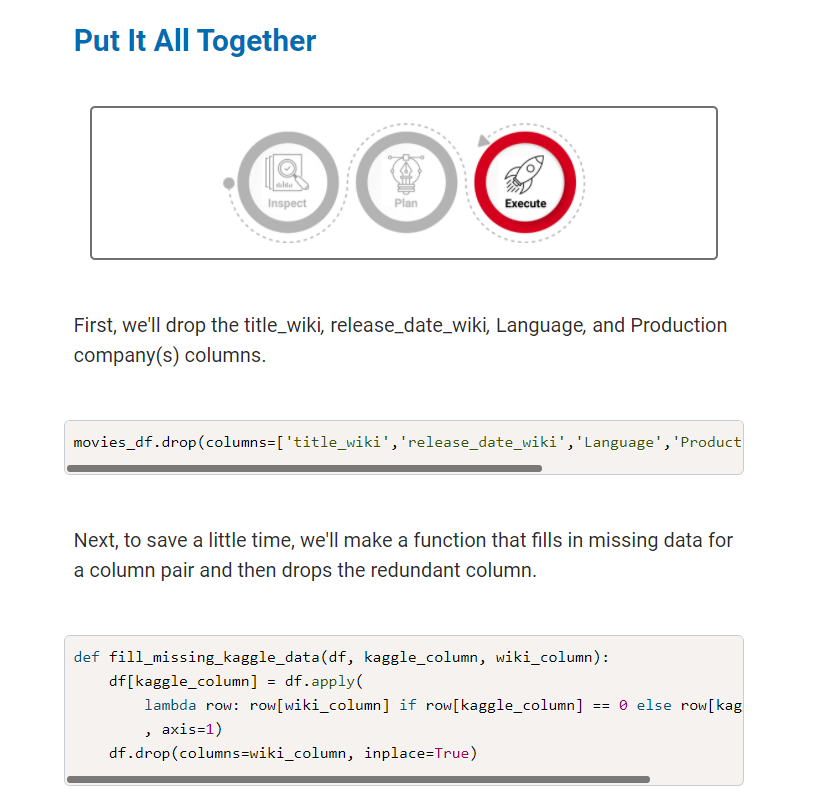 Put It All Together
Inspect
Plan
Execute
First, we'll drop the title_wiki, release_date_wiki, Language, and Production
company(s) columns.
movies_df.drop(columns=['title_wiki','release_date_wiki','Language','Product
Next, to save a little time, we'll make a function that fills in missing data for
a column pair and then drops the redundant column.
def fill_missing_kaggle_data(df, kaggle_column, wiki_column):
    df[kaggle_column] = df.apply(
        lambda row: row[wiki_column] if row[kaggle_column] == 0 else row[kag
        , axis=1)
    df.drop(columns=wiki_column, inplace=True)